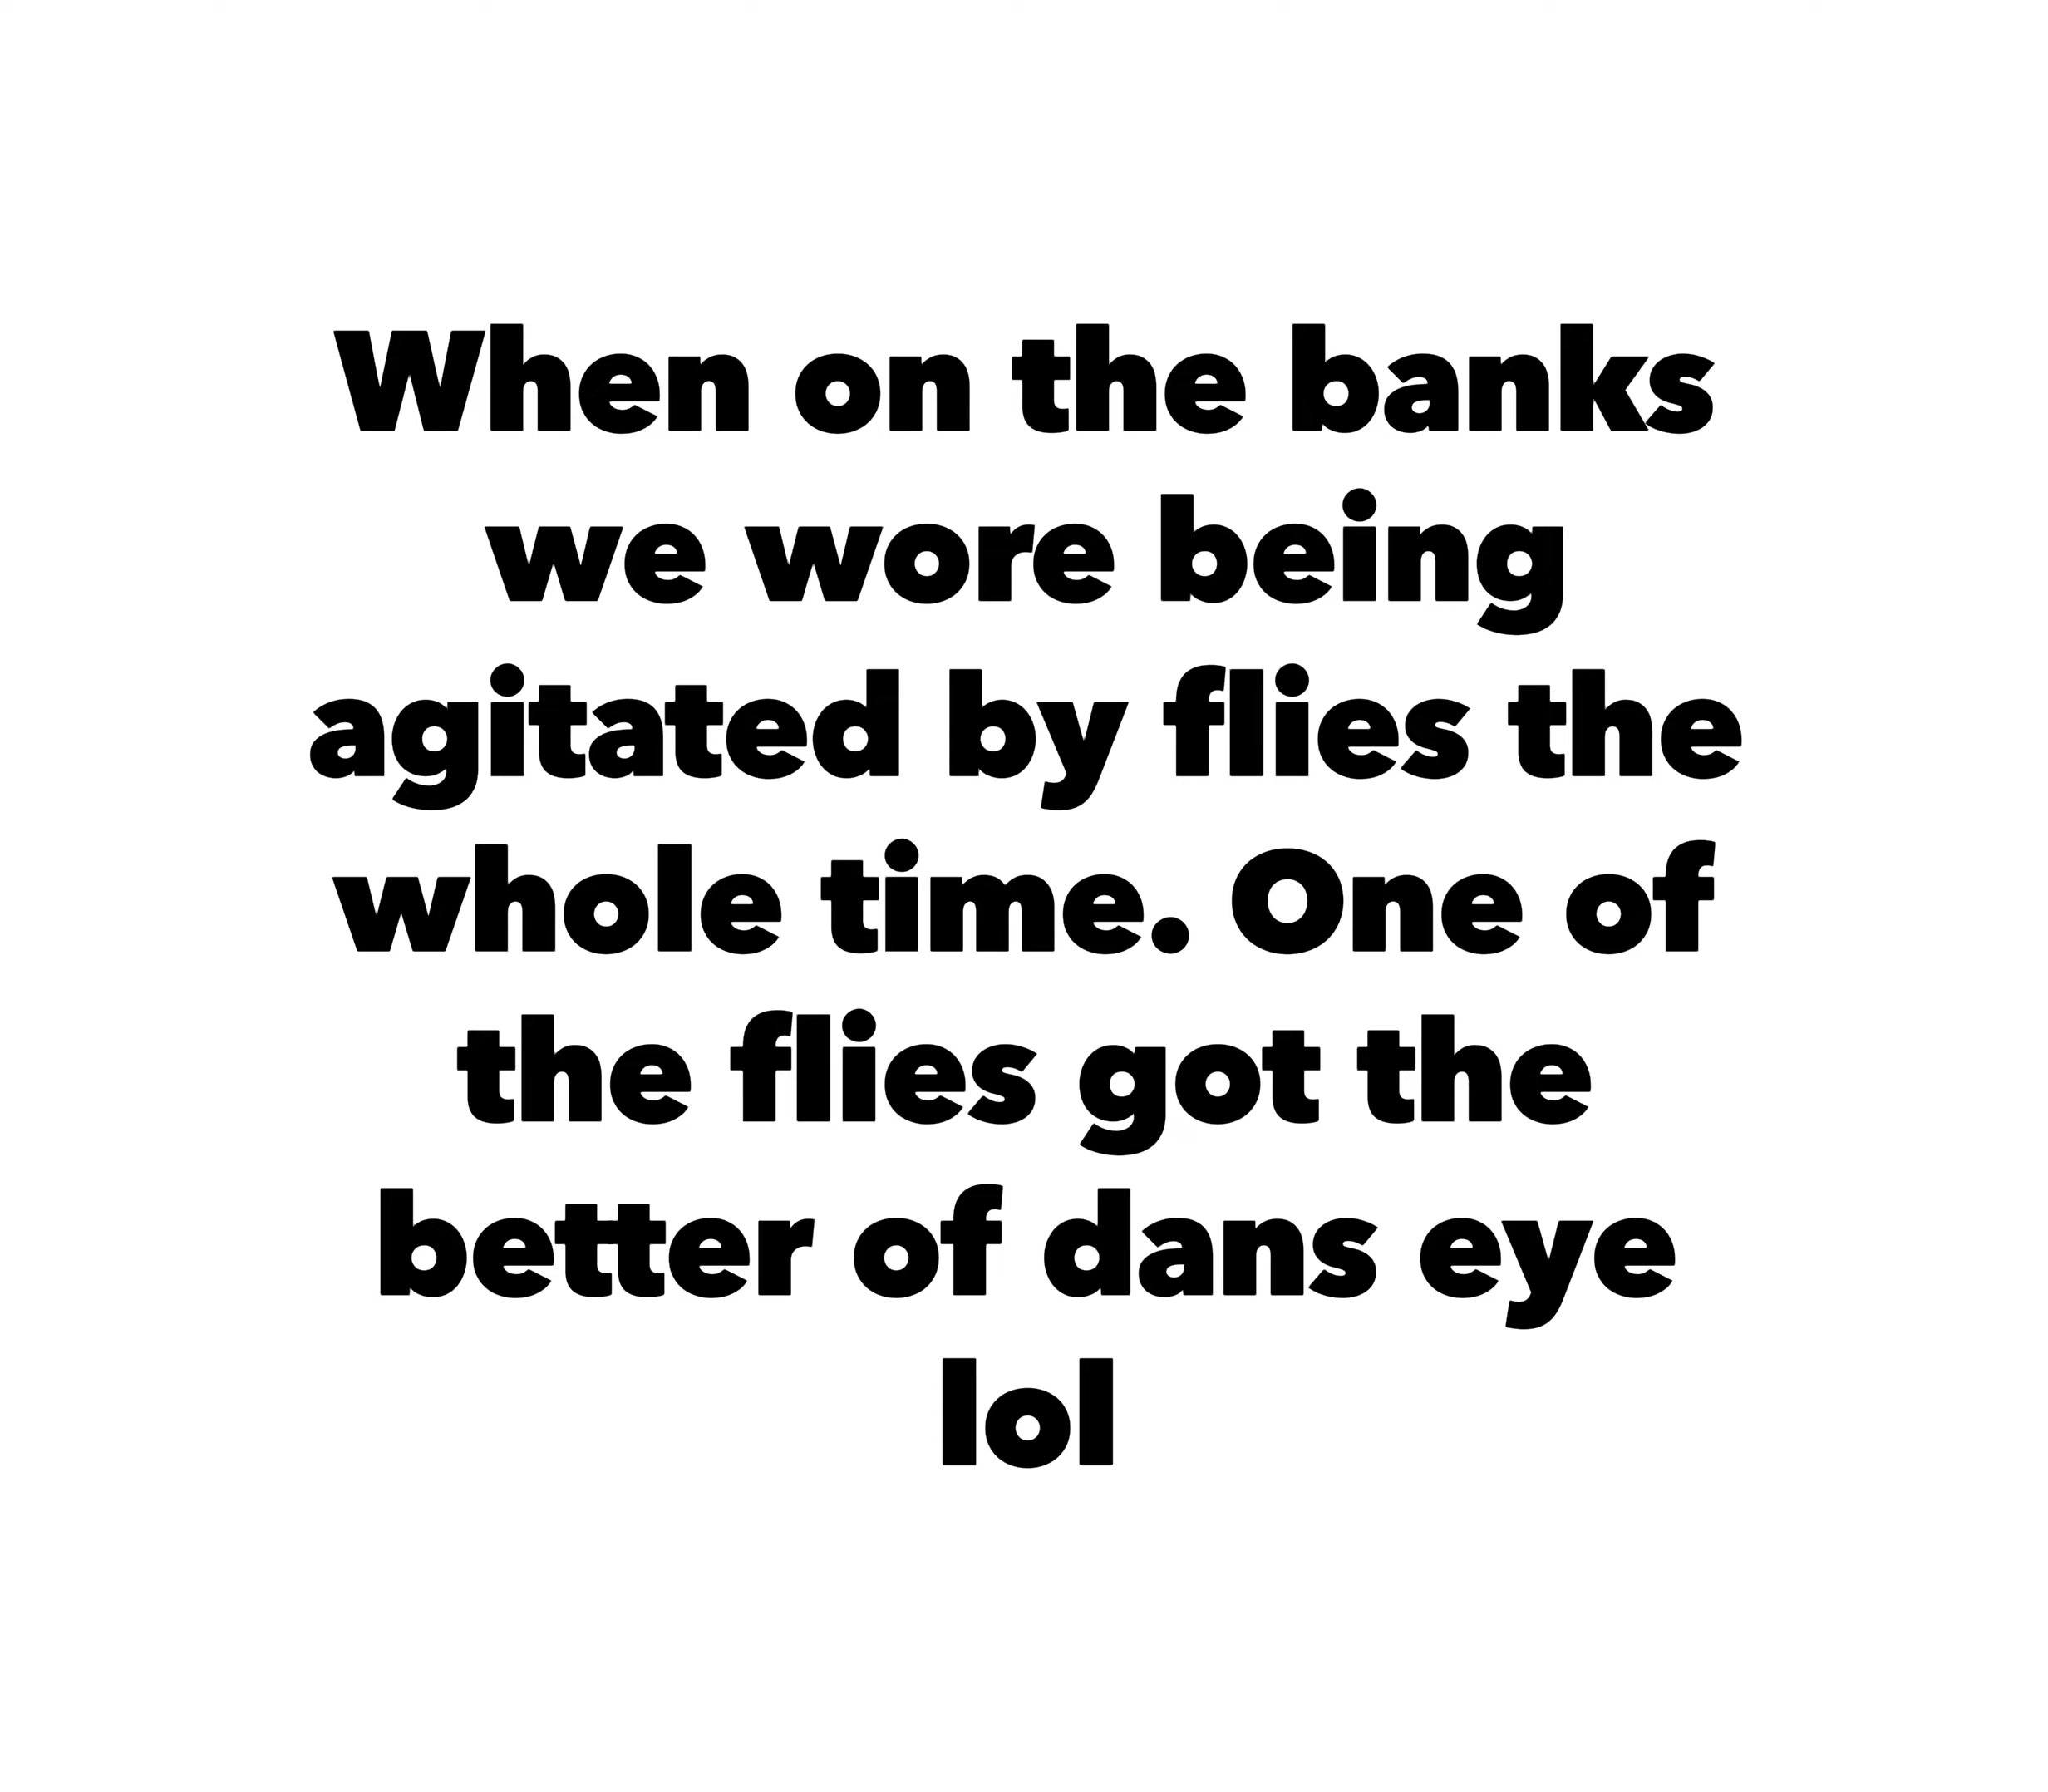 When on the banks
we wore being
agitated by flies the
whole time. One of
the flies got the
better of dans eye
lol